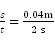 s/t = 0.04m/2 s